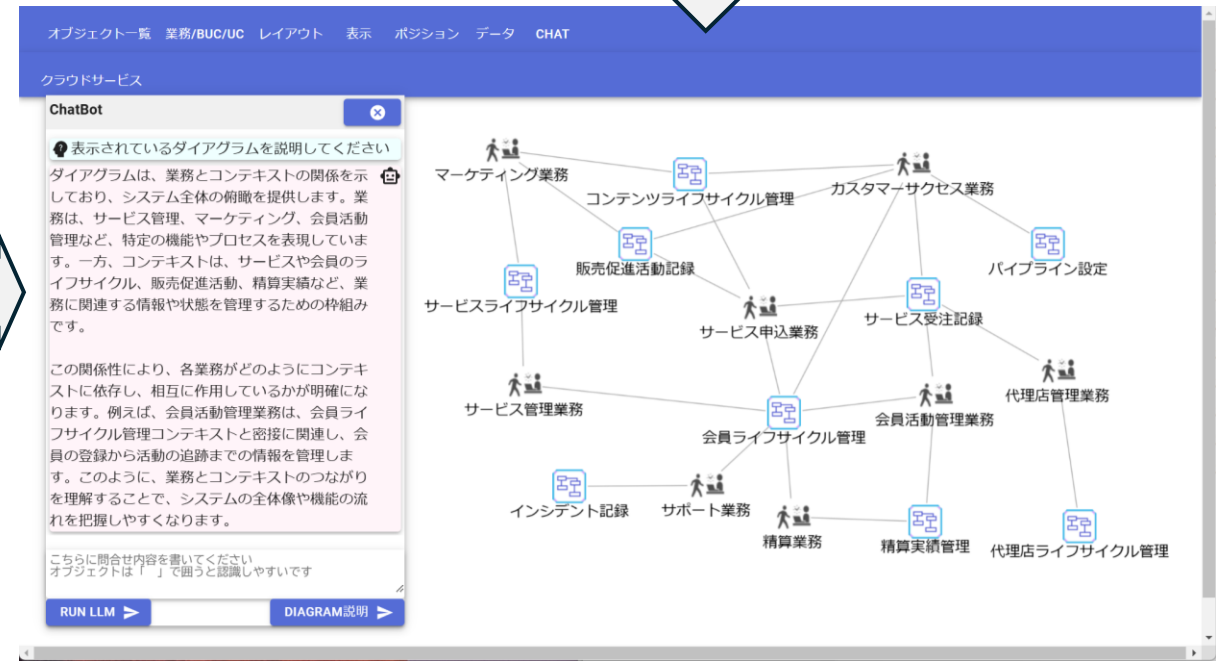 オブジェクト一覧 業務/BUC/UC レイアウト 表示 ポジション データ CHAT
クラウドサービス
ChatBot
表示されているダイアグラムを説明してください
ダイアグラムは、業務とコンテキストの関係を示
しており、システム全体の俯瞰を提供します。業
務は、サービス管理、マーケティング、会員活動
管理など、特定の機能やプロセスを表現していま
す。一方、コンテキストは、サービスや会員のラ
イフサイクル、販売促進活動、精算実績など、業
務に関連する情報や状態を管理するための枠組み
です。
この関係性により、各業務がどのようにコンテキ
ストに依存し、相互に作用しているかが明確にな
ります。例えば、会員活動管理業務は、会員ライ
フサイクル管理コンテキストと密接に関連し、会
員の登録から活動の追跡までの情報を管理しま
す。このように、業務とコンテキストのつながり
を理解することで、システムの全体像や機能の流
れを把握しやすくなります。
こちらに問合せ内容を書いてください
オブジェクトは「　」で囲うと認識しやすいです
RUN LLM
DIAGRAM説明
マーケティング業務
コンテンツライフサイクル管理
カスタマーサクセス業務
販売促進活動記録
パイプライン設定
サービスライフサイクル管理
サービス申込業務
サービス受注記録
サービス管理業務
代理店管理業務
会員ライフサイクル管理
会員活動管理業務
インシデント記録
サポート業務
精算業務
精算実績管理
代理店ライフサイクル管理